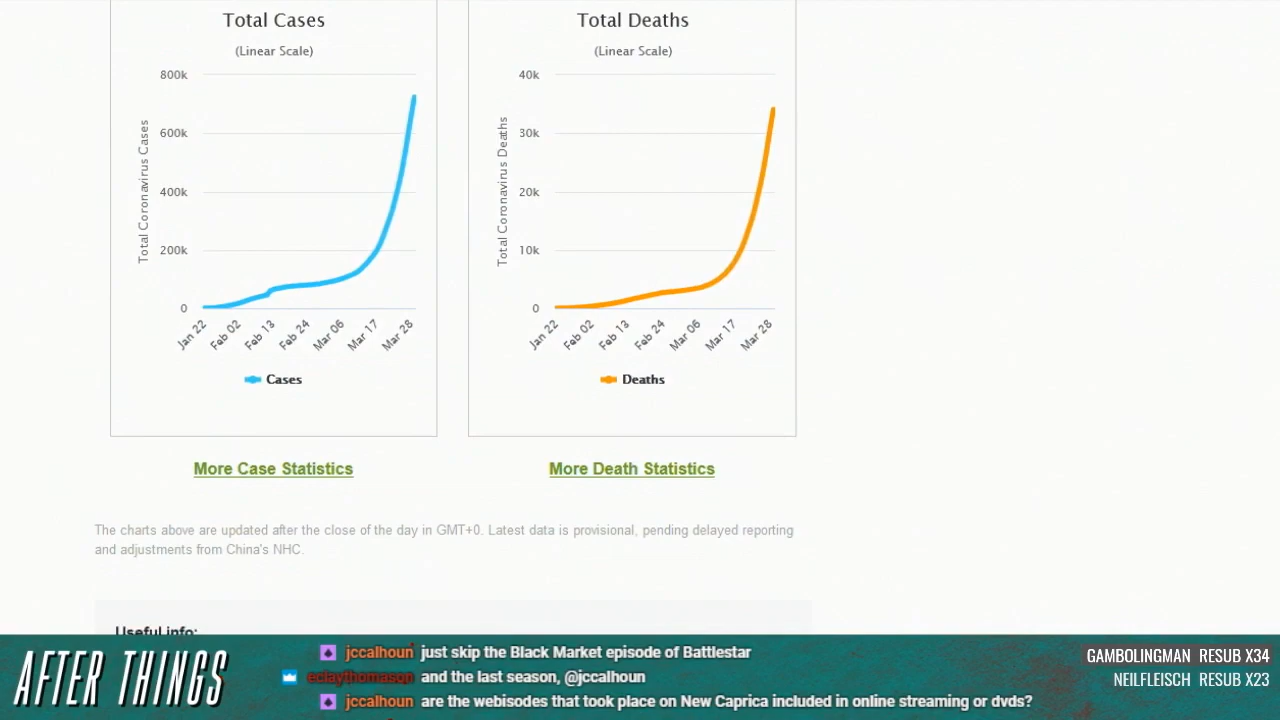 Total Cases
(Linear Scale)
800k
600k
400k
200k
0
Total Coronavirus Cases
Jan 22
Feb 02
Feb 13
Feb 24
Mar 06
Mar 17
Mar 28
Cases
Total Deaths
(Linear Scale)
40k
30k
20k
10k
0
Total Coronavirus Deaths
Jan 22
Feb 02
Feb 13
Feb 24
Mar 06
Mar 17
Mar 28
Deaths
More Case Statistics
More Death Statistics
The charts above are updated after the close of the day in GMT+0. Latest data is provisional, pending delayed reporting
and adjustments from China's NHC.
Useful info:
AFTER THINGS
jccalhoun just skip the Black Market episode of Battlestar
eclaythomason and the last season, @jccalhoun
jccalhoun are the webisodes that took place on New Caprica included in online streaming or dvds?
GAMBOLINGMAN RESUB X34
NEILFLEISCH RESUB X23